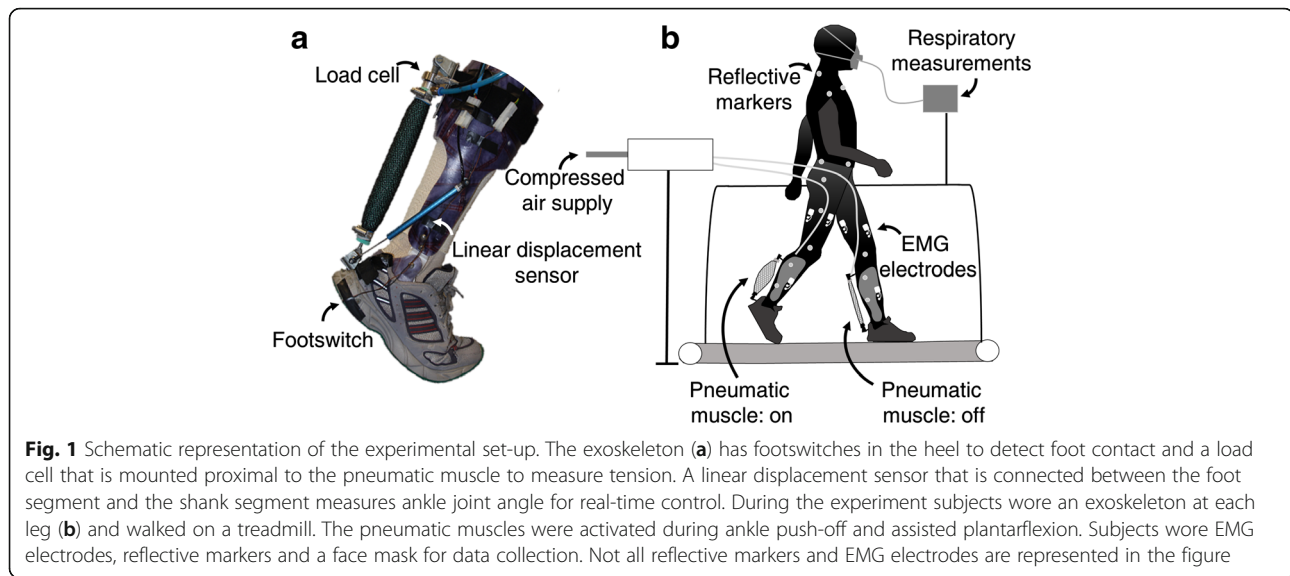 a
Load cell
Linear displacement
sensor
Footswitch
b
Reflective
markers
Respiratory
measurements
Compressed
air supply
EMG
electrodes
Pneumatic
muscle: on
Pneumatic
muscle: off
Fig. 1 Schematic representation of the experimental set-up. The exoskeleton (a) has footswitches in the heel to detect foot contact and a load
cell that is mounted proximal to the pneumatic muscle to measure tension. A linear displacement sensor that is connected between the foot
segment and the shank segment measures ankle joint angle for real-time control. During the experiment subjects wore an exoskeleton at each
leg (b) and walked on a treadmill. The pneumatic muscles were activated during ankle push-off and assisted plantarflexion. Subjects wore EMG
electrodes, reflective markers and a face mask for data collection. Not all reflective markers and EMG electrodes are represented in the figure